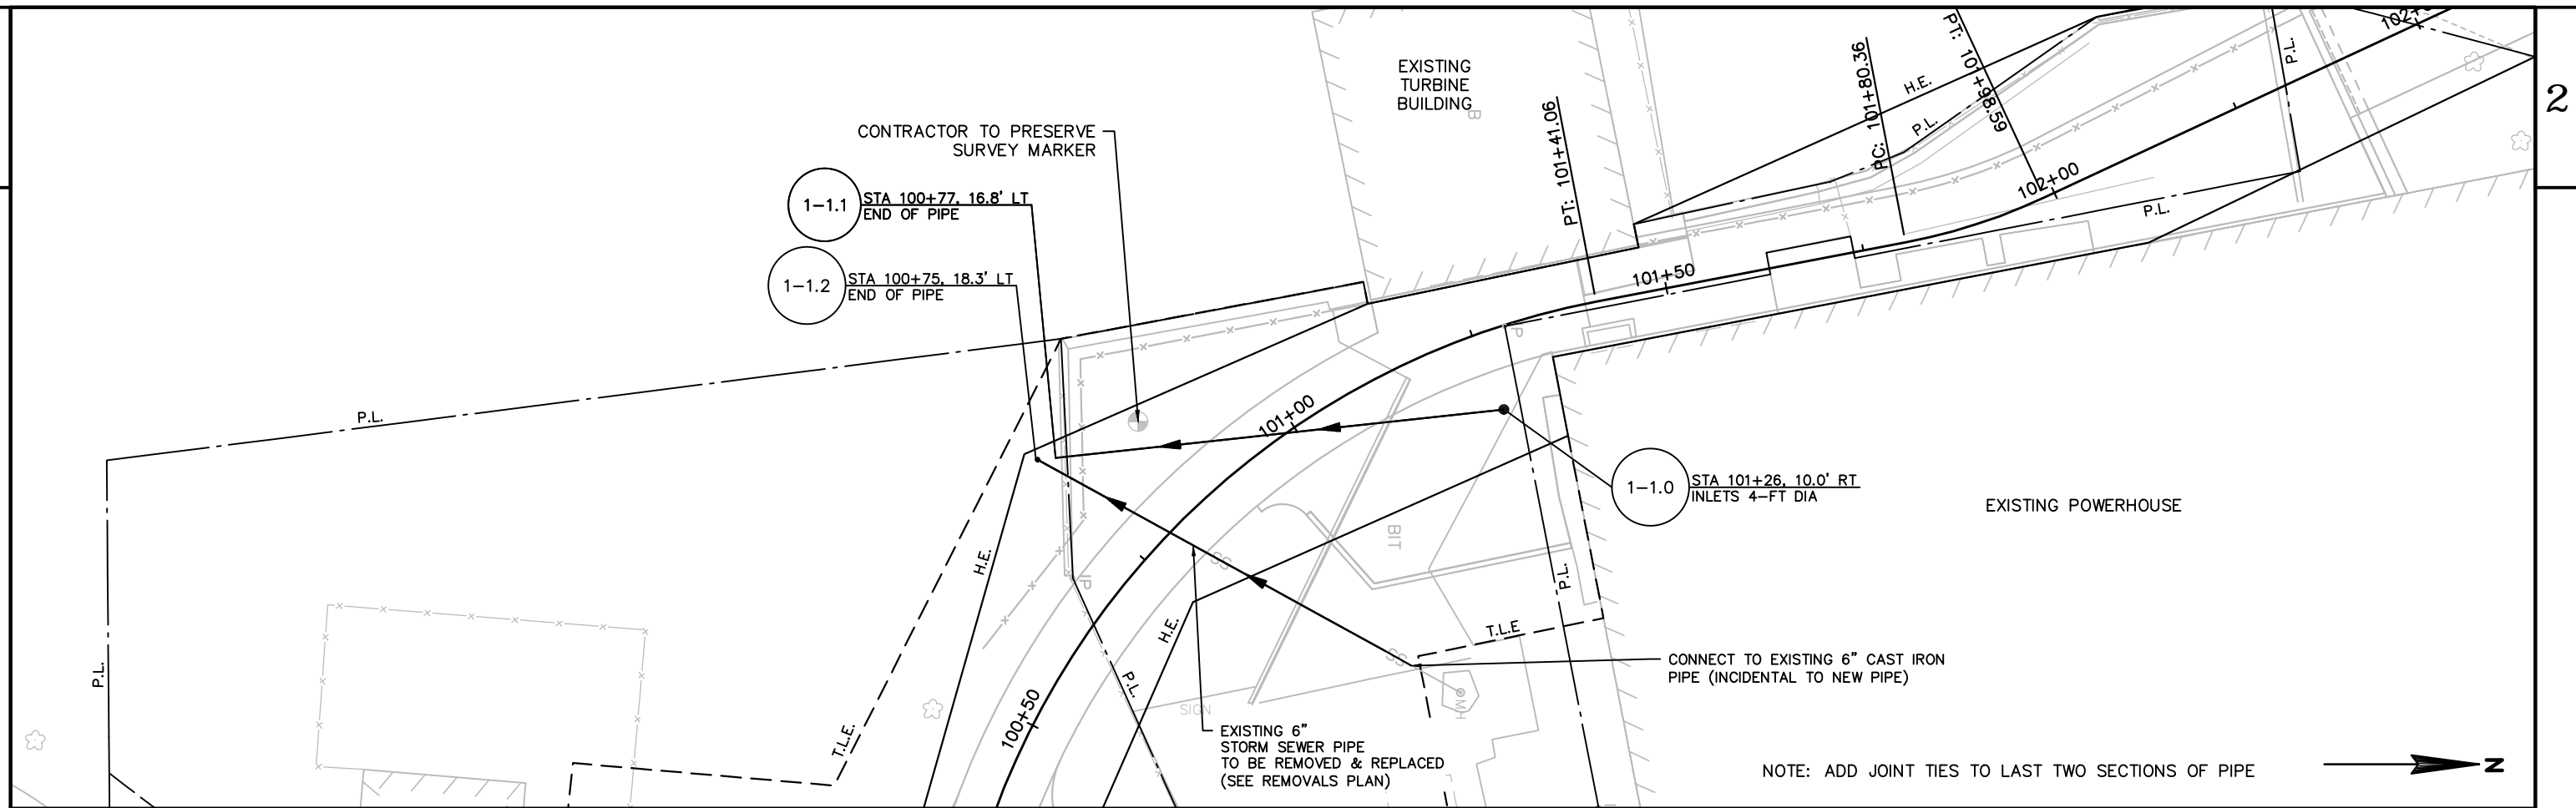 2
EXISTING
TURBINE
BUILDING
B
CONTRACTOR TO PRESERVE
SURVEY MARKER
1-1.1
STA 100+77, 16.8' LT
END OF PIPE
1-1.2
STA 100+75, 18.3' LT
END OF PIPE
PT: 101+41.06
PC: 101+80.36
PT: 101+98.59
H.E.
P.L.
P.L.
102+00
P.L.
101+50
P
P.L.
101+00
1-1.0
STA 101+26, 10.0' RT
INLETS 4-FT DIA
EXISTING POWERHOUSE
BIT
SS
H.E.
IP
P.L.
H.E.
T.L.E
P.L.
P.L.
SS
MH
CONNECT TO EXISTING 6" CAST IRON
PIPE (INCIDENTAL TO NEW PIPE)
SIGN
100+50
T.L.E.
EXISTING 6"
STORM SEWER PIPE
TO BE REMOVED & REPLACED
(SEE REMOVALS PLAN)
NOTE: ADD JOINT TIES TO LAST TWO SECTIONS OF PIPE
N